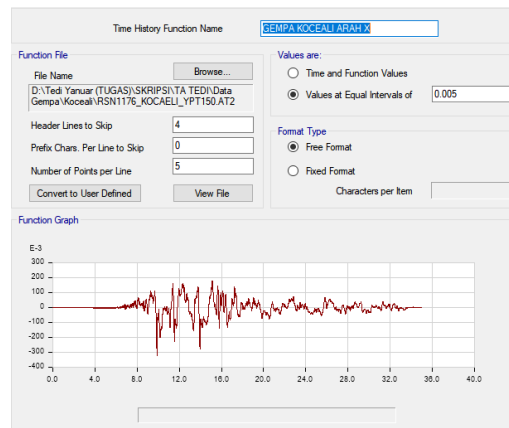 Time History Function Name GEMPA KOCEALI ARAH X
Function File
Values are:
File Name Browse...
Time and Function Values
D:\Tedi Yanuar (TUGAS)\SKRIPSI\TA TEDI\Data
Gempa\Koceali\RSN1176_KOCAELI_YPT150.AT2
Values at Equal Intervals of 0.005
Header Lines to Skip 4
Format Type
Prefix Chars. Per Line to Skip 0
Free Format
Number of Points per Line 5
Fixed Format
Convert to User Defined View File
Characters per Item
Function Graph
E-3
300
200
100
0
-100
-200
-300
-400
0.0 4.0 8.0 12.0 16.0 20.0 24.0 28.0 32.0 36.0 40.0